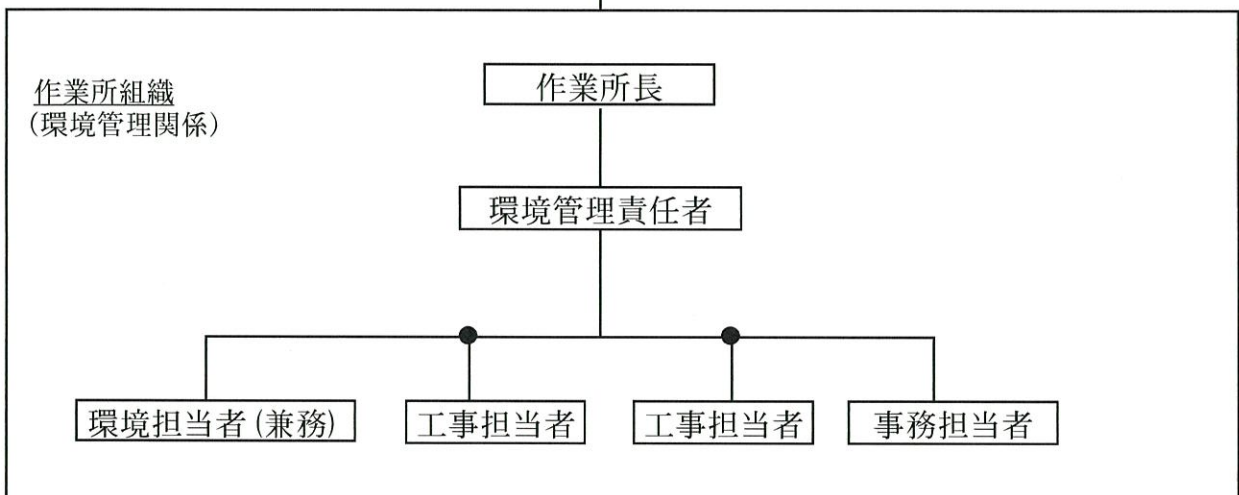 作業所組織
(環境管理関係)
作業所長
環境管理責任者
環境担当者(兼務)
工事担当者
工事担当者
事務担当者